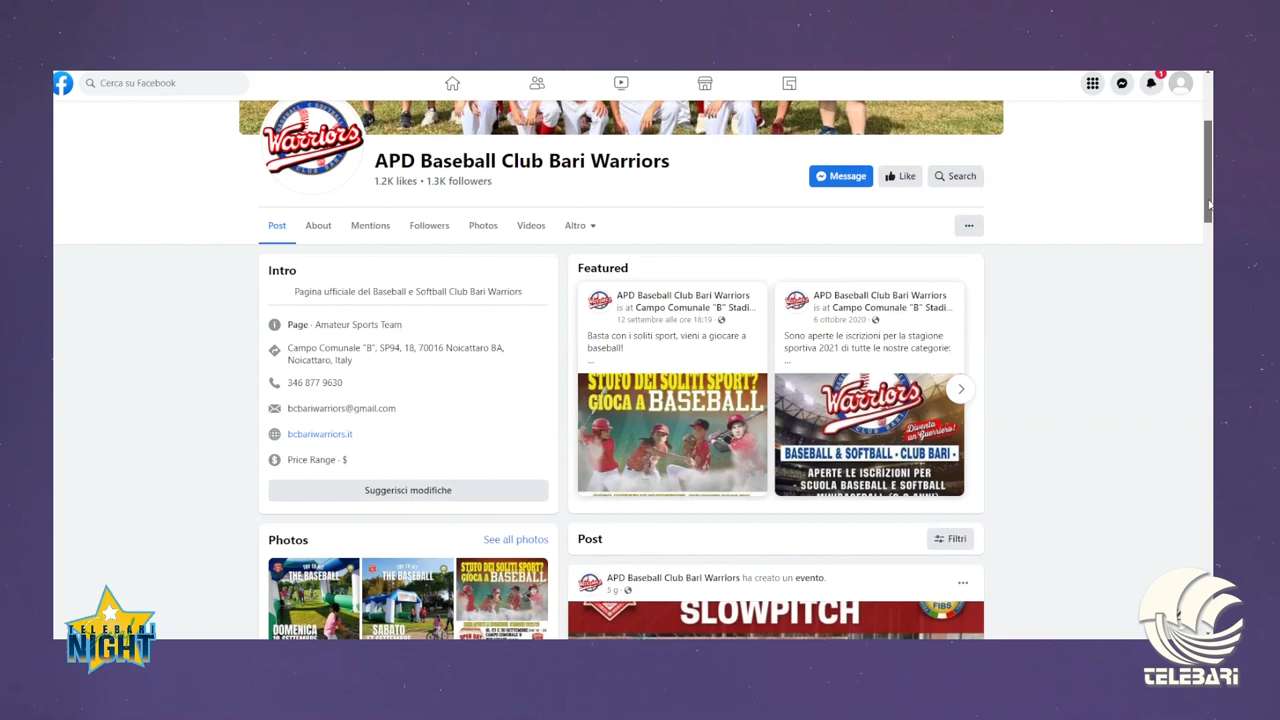 Cerca su Facebook
1
Warriors
APD Baseball Club Bari Warriors
1.2K likes • 1.3K followers
Message
Like
Search
Post
About
Mentions
Followers
Photos
Videos
Altro
Intro
Pagina ufficiale del Baseball e Softball Club Bari Warriors
Page · Amateur Sports Team
Campo Comunale "B", SP94, 18, 70016 Noicattaro BA,
Noicattaro, Italy
346 877 9630
bcbariwarriors@gmail.com
bcbariwarriors.it
Price Range · $
Suggerisci modifiche
Featured
APD Baseball Club Bari Warriors
is at Campo Comunale "B" Stadi...
12 settembre alle ore 18:19 ·
Basta con i soliti sport, vieni a giocare a
baseball!
...
STUFO DEI SOLITI SPORT?
GIOCA A BASEBALL
APD Baseball Club Bari Warriors
is at Campo Comunale "B" Stadi...
6 ottobre 2020 ·
Sono aperte le iscrizioni per la stagione
sportiva 2021 di tutte le nostre categorie:
...
Warriors
Diventa
un Guerriero!
BASEBALL & SOFTBALL - CLUB BARI -
APERTE LE ISCRIZIONI PER
SCUOLA BASEBALL E SOFTBALL
Photos
See all photos
THE BASEBALL
DOMENICA
THE BASEBALL
SABATO
STUFO DEI SOLITI SPORT?
GIOCA A BASEBALL
Post
Filtri
APD Baseball Club Bari Warriors ha creato un evento.
5 g ·
SLOWPITCH
FIBS
TELEBARI
NIGHT
TELEBARI